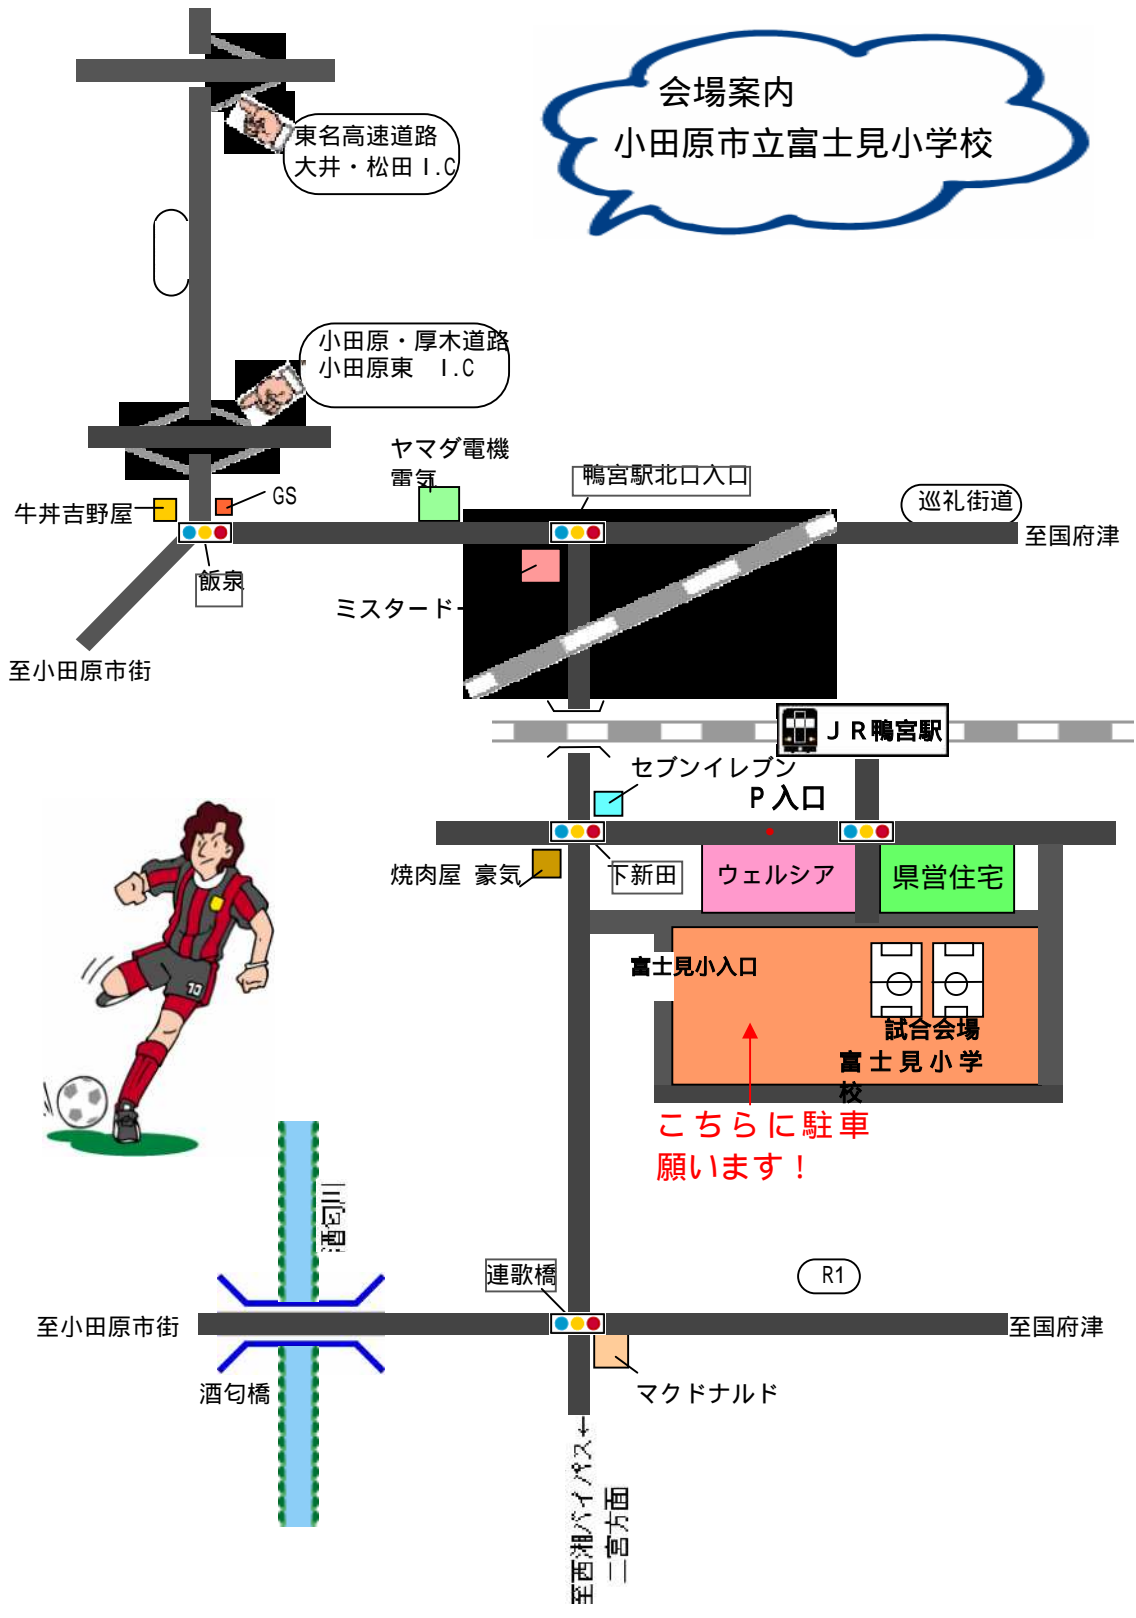 会場案内
小田原市立富士見小学校
東名高速道路
大井・松田 I.C
小田原・厚木道路
小田原東 I.C
ヤマダ電機
電気
鴨宮駅北口入口
巡礼街道
GS
牛丼吉野屋
至国府津
飯泉
ミスタード
至小田原市街
JR鴨宮駅
セブンイレブン
P入口
焼肉屋 豪気
下新田
ウェルシア
県営住宅
富士見小入口
試合会場
富士見小学
校
こちらに駐車
願います!
10
酒匂川
連歌橋
R1
至小田原市街
至国府津
酒匂橋
マクドナルド
至西湘バイパス←
二宮方面